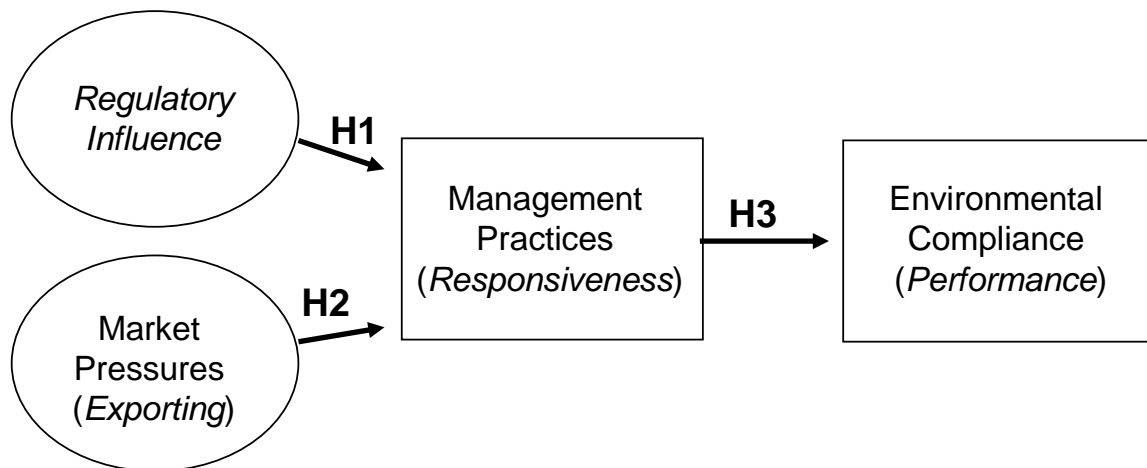 Regulatory
Influence
H1
Market
Pressures
(Exporting)
H2
Management
Practices
(Responsiveness)
H3
Environmental
Compliance
(Performance)